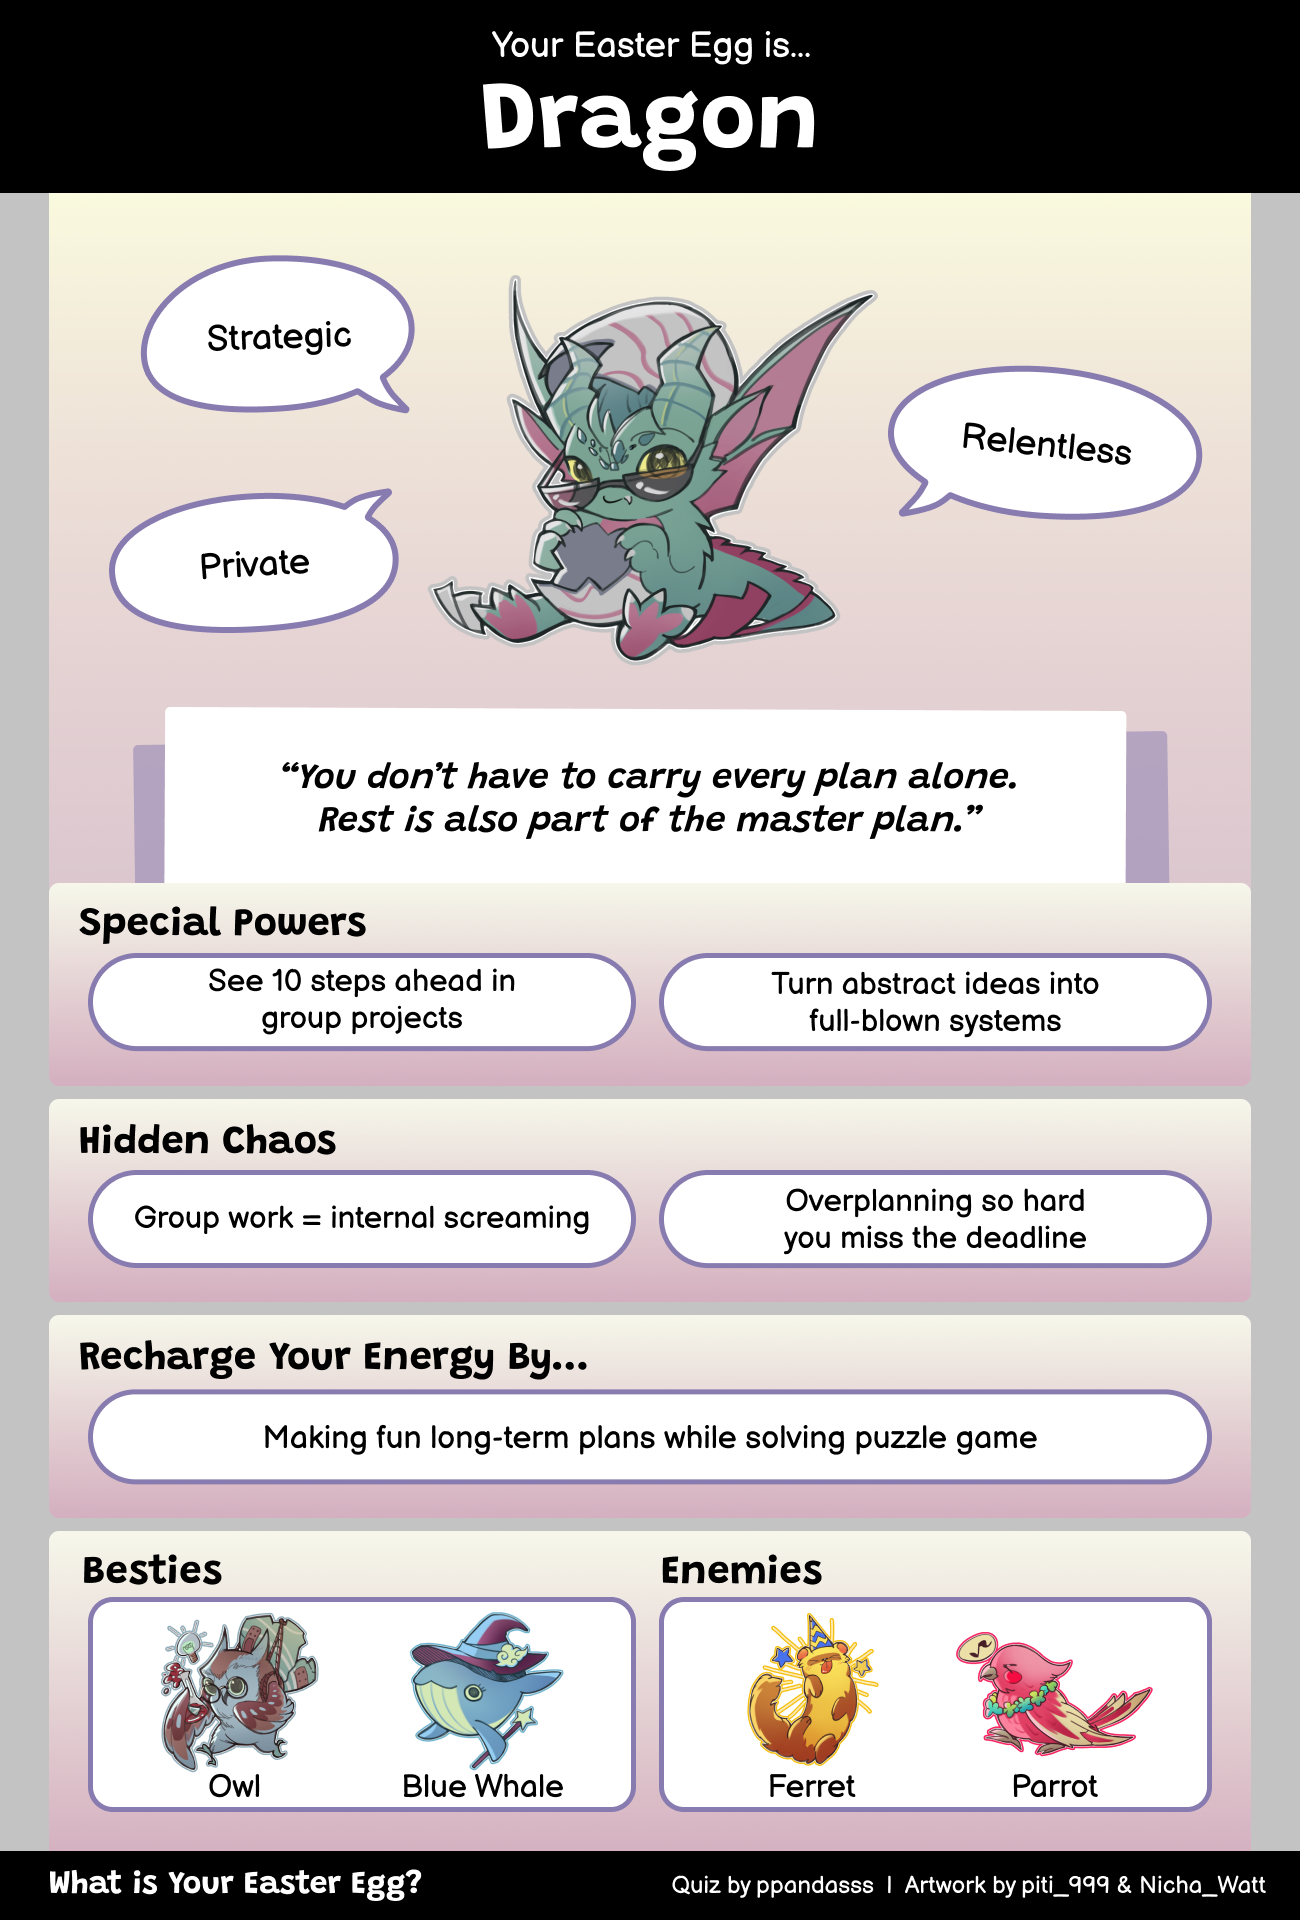 Your Easter Egg is...
Dragon
Strategic
Relentless
Private
“You don’t have to carry every plan alone.
Rest is also part of the master plan.”
Special Powers
See 10 steps ahead in
group projects
Turn abstract ideas into
full-blown systems
Hidden Chaos
Group work = internal screaming
Overplanning so hard
you miss the deadline
Recharge Your Energy By...
Making fun long-term plans while solving puzzle game
Besties
Owl
Blue Whale
Enemies
Ferret
Parrot
What is Your Easter Egg?
Quiz by ppandasss | Artwork by piti_999 & Nicha_Watt